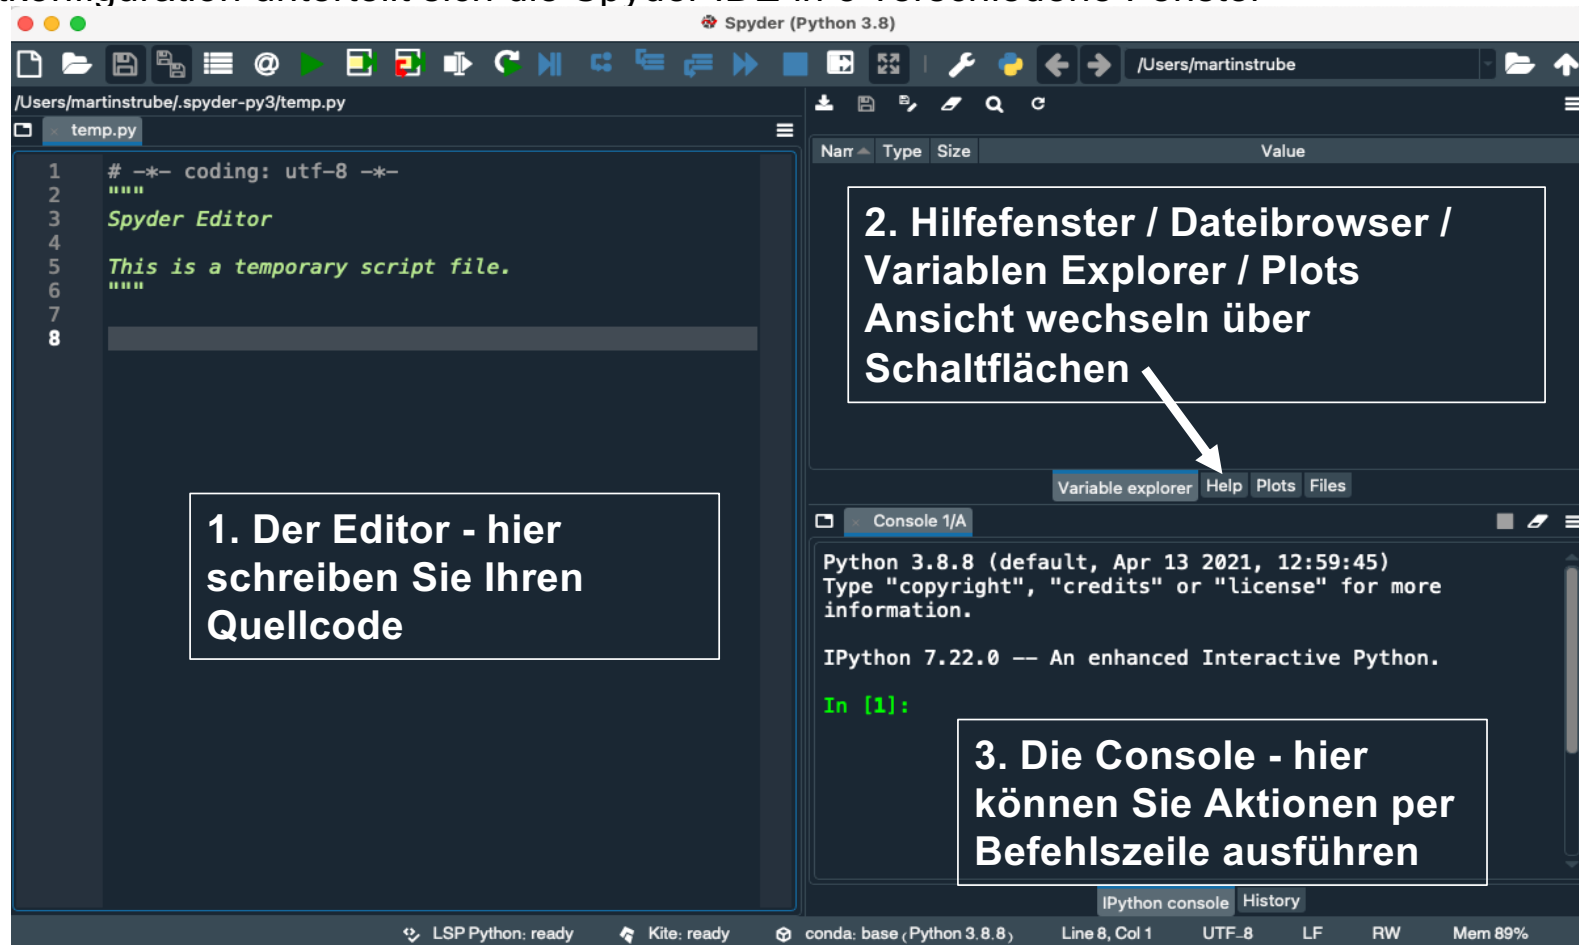 Spyder (Python 3.8)
/Users/martinstrube
/Users/martinstrube/.spyder-py3/temp.py
temp.py
1 # -*- coding: utf-8 -*-
2 """
3 Spyder Editor
4
5 This is a temporary script file.
6 """
7
8
1. Der Editor - hier
schreiben Sie Ihren
Quellcode
Nam Type Size Value
2. Hilfefenster / Dateibrowser /
Variablen Explorer / Plots
Ansicht wechseln über
Schaltflächen
Variable explorer Help Plots Files
Console 1/A
Python 3.8.8 (default, Apr 13 2021, 12:59:45)
Type "copyright", "credits" or "license" for more
information.
IPython 7.22.0 -- An enhanced Interactive Python.
In [1]:
3. Die Console - hier
können Sie Aktionen per
Befehlszeile ausführen
IPython console History
LSP Python: ready Kite: ready conda: base (Python 3.8.8) Line 8, Col 1 UTF-8 LF RW Mem 89%